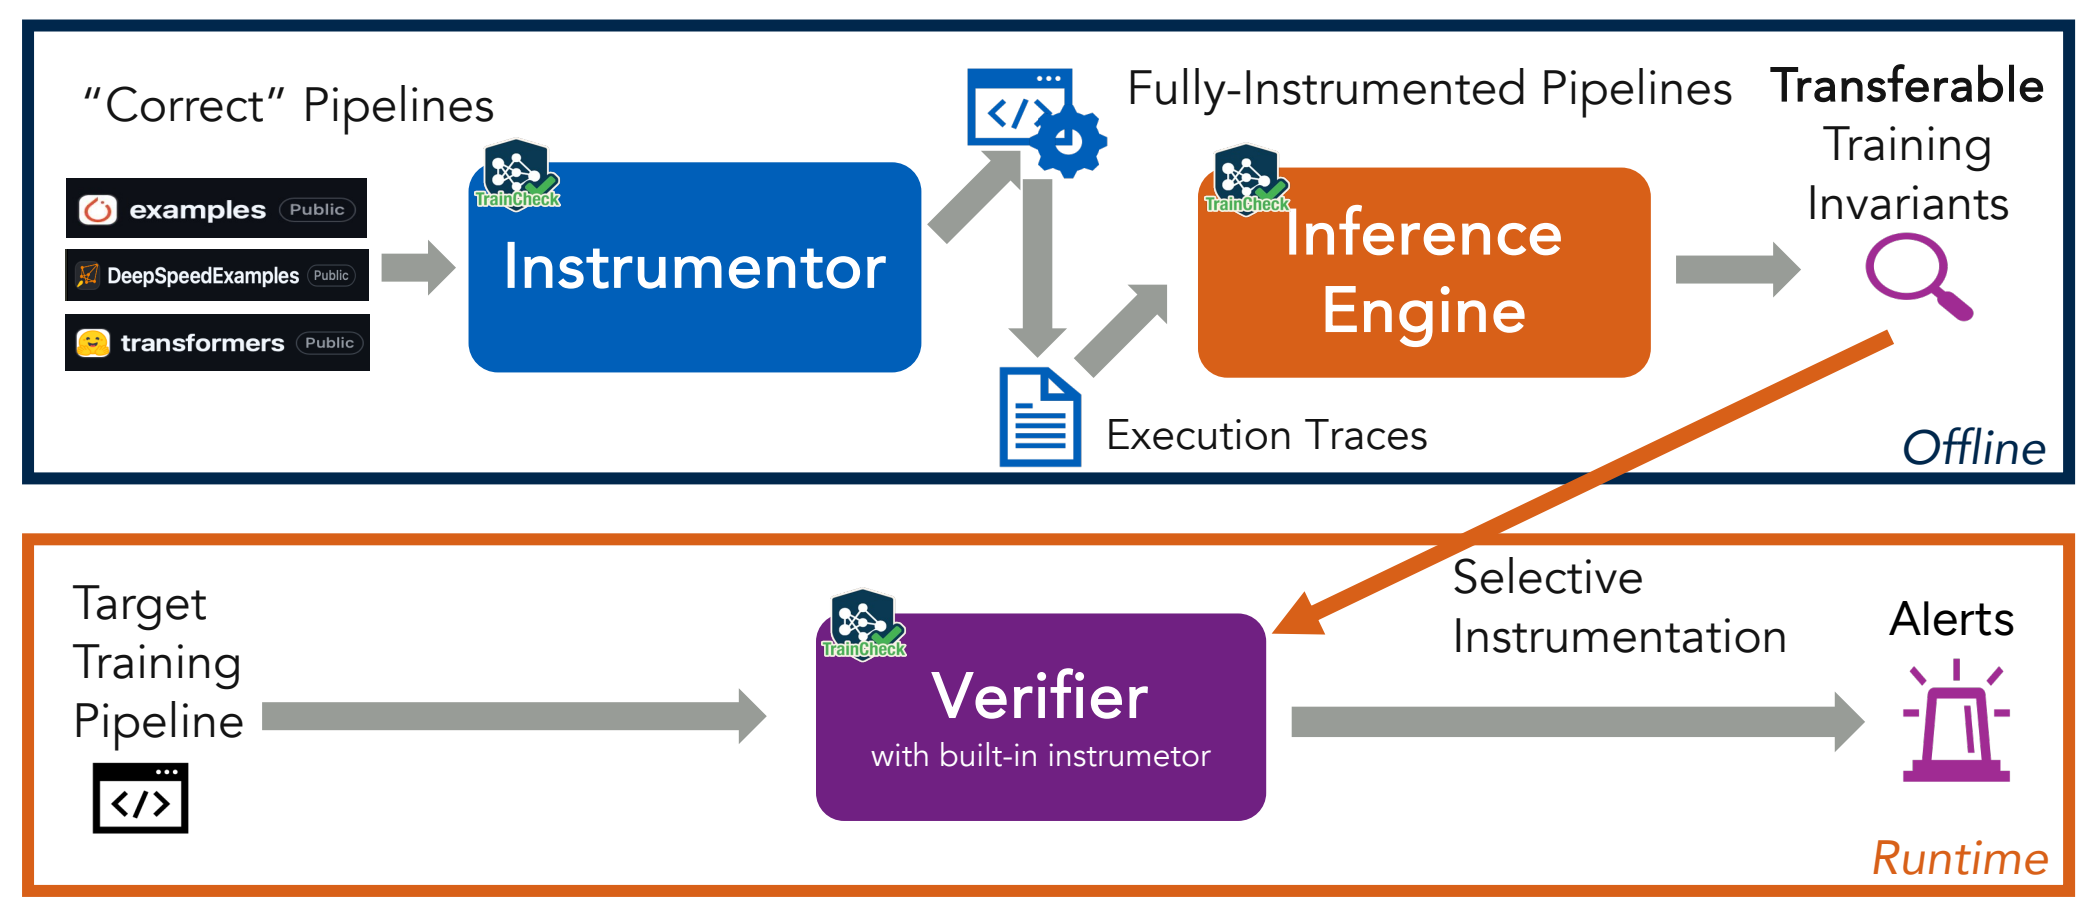 “Correct” Pipelines
examples Public
DeepSpeedExamples Public
transformers Public
TrainCheck
Instrumentor
</>
Fully-Instrumented Pipelines
Execution Traces
TrainCheck
Inference
Engine
Transferable
Training
Invariants
Offline
Target
Training
Pipeline
</>
TrainCheck
Verifier
with built-in instrumetor
Selective
Instrumentation
Alerts
Runtime